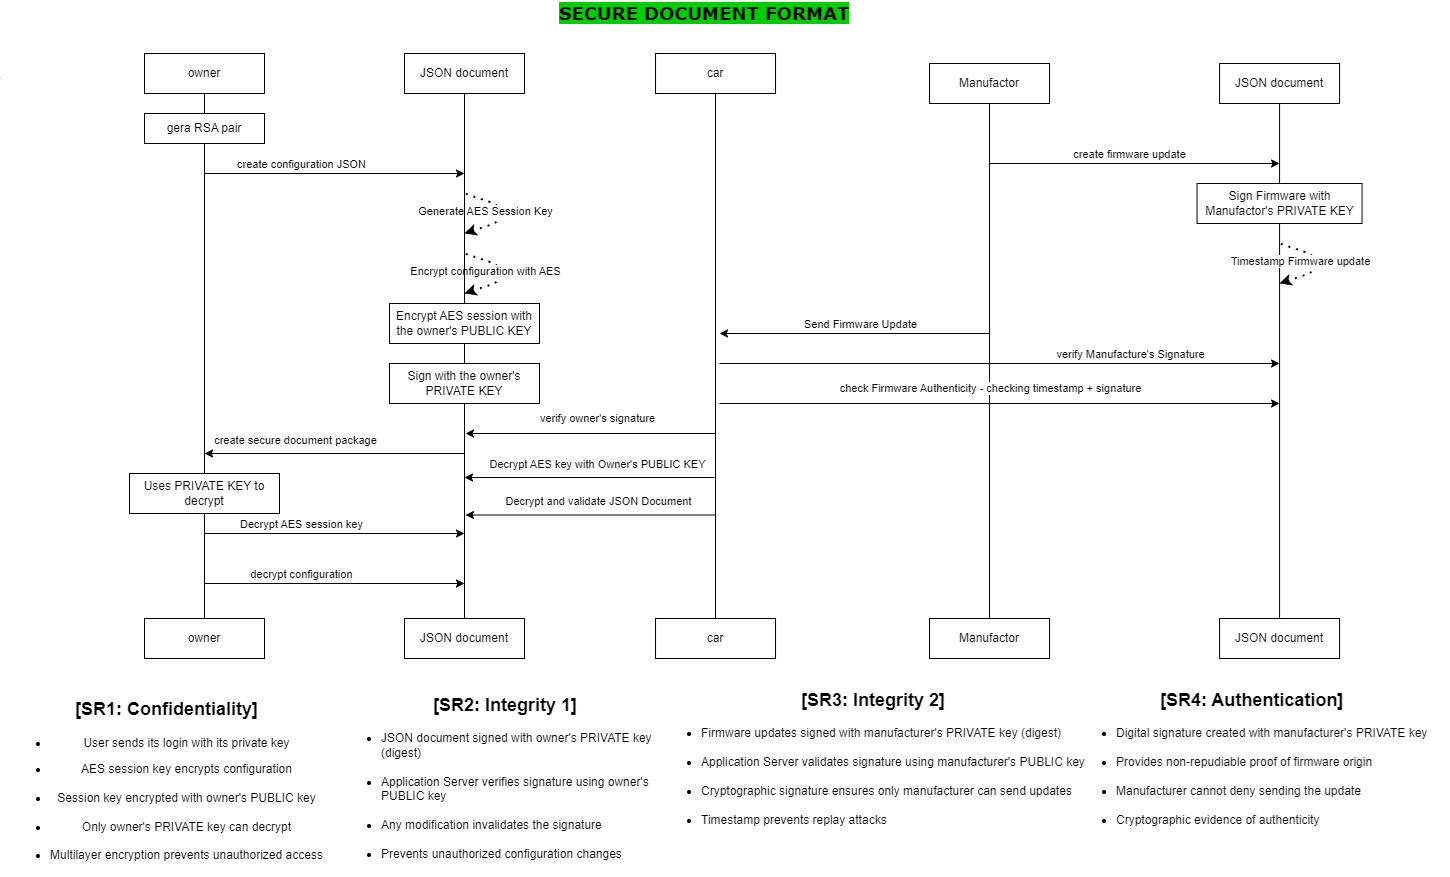 SECURE DOCUMENT FORMAT
owner
JSON document
car
Manufactor
JSON document
gera RSA pair
create configuration JSON
create firmware update
Sign Firmware with
Manufactor's PRIVATE KEY
Generate AES Session Key
Timestamp Firmware update
Encrypt configuration with AES
Encrypt AES session with
the owner's PUBLIC KEY
Send Firmware Update
verify Manufacture's Signature
Sign with the owner's
PRIVATE KEY
check Firmware Authenticity - checking timestamp + signature
verify owner's signature
create secure document package
Decrypt AES key with Owner's PUBLIC KEY
Uses PRIVATE KEY to
decrypt
Decrypt and validate JSON Document
Decrypt AES session key
decrypt configuration
owner
JSON document
car
Manufactor
JSON document
[SR1: Confidentiality]
• User sends its login with its private key
• AES session key encrypts configuration
• Session key encrypted with owner's PUBLIC key
• Only owner's PRIVATE key can decrypt
• Multilayer encryption prevents unauthorized access
[SR2: Integrity 1]
• JSON document signed with owner's PRIVATE key
(digest)
• Application Server verifies signature using owner's
PUBLIC key
• Any modification invalidates the signature
• Prevents unauthorized configuration changes
[SR3: Integrity 2]
• Firmware updates signed with manufacturer's PRIVATE key (digest)
• Application Server validates signature using manufacturer's PUBLIC key
• Cryptographic signature ensures only manufacturer can send updates
• Timestamp prevents replay attacks
[SR4: Authentication]
• Digital signature created with manufacturer's PRIVATE key
• Provides non-repudiable proof of firmware origin
• Manufacturer cannot deny sending the update
• Cryptographic evidence of authenticity